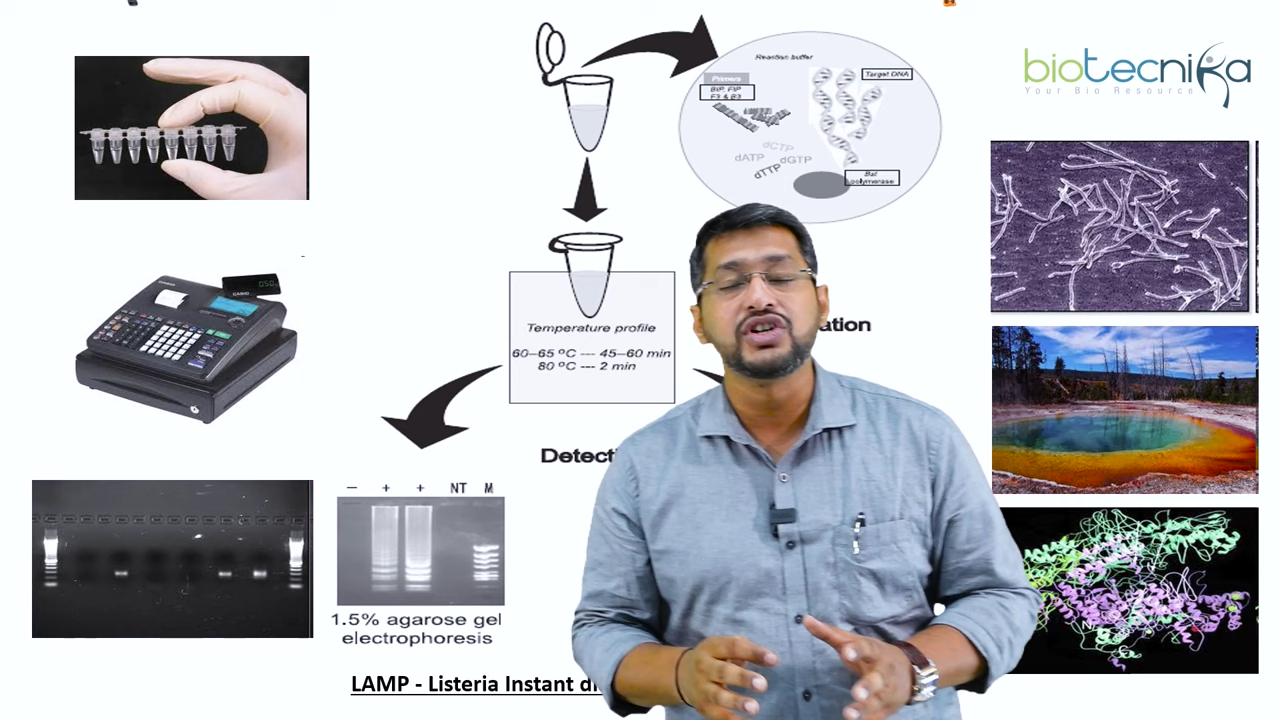 biotecnika
Your Bio Resource
Reaction buffer
Primers
BIP, FIP
F3 & B3
Target DNA
dCTP
dATP
dGTP
dTTP
Bst
polymerase
Temperature profile
60–65 ºC --- 45–60 min
80 ºC --- 2 min
ation
Detecti
– + + NT M
1.5% agarose gel
electrophoresis
CASIO
LAMP - Listeria Instant di